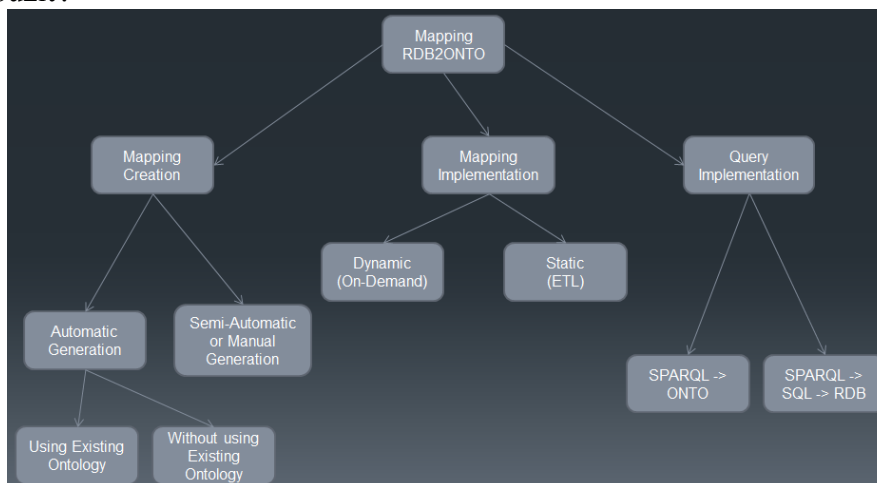 Mapping
RDB2ONTO
Mapping
Creation
Mapping
Implementation
Query
Implementation
Dynamic
(On-Demand)
Static
(ETL)
Automatic
Generation
Semi-Automatic
or Manual
Generation
SPARQL ->
ONTO
SPARQL ->
SQL -> RDB
Using Existing
Ontology
Without using
Existing
Ontology